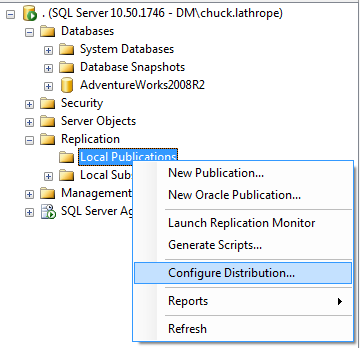 . (SQL Server 10.50.1746 - DM\chuck.lathrope)
Databases
System Databases
Database Snapshots
AdventureWorks2008R2
Security
Server Objects
Replication
Local Publications
Local Sub
Management
SQL Server Ag
New Publication...
New Oracle Publication...
Launch Replication Monitor
Generate Scripts...
Configure Distribution...
Reports
Refresh